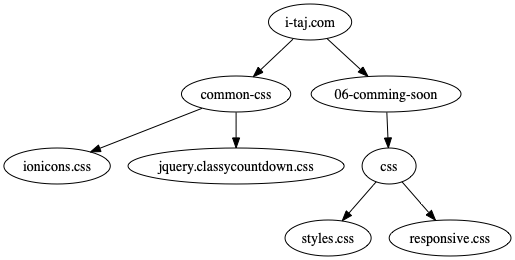 i-taj.com
common-css
06-comming-soon
ionicons.css
jquery.classycountdown.css
css
styles.css
responsive.css